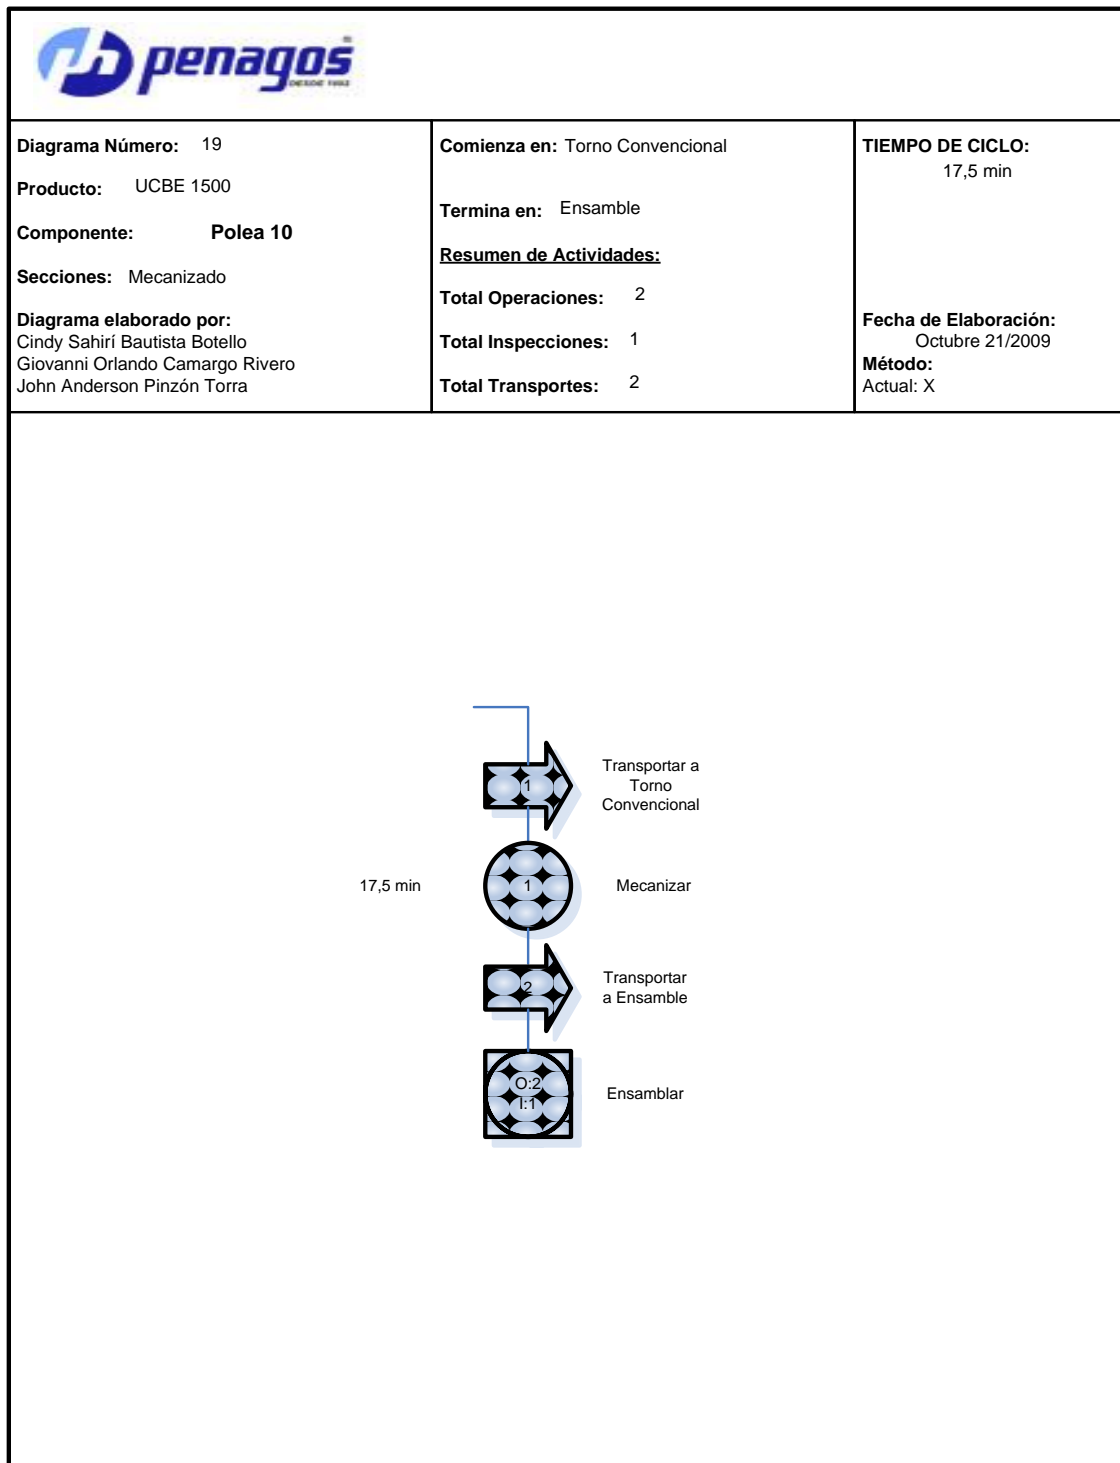 penagos
DESDE 1892
Diagrama Número: 19
Producto: UCBE 1500
Componente: Polea 10
Secciones: Mecanizado
Diagrama elaborado por:
Cindy Sahirí Bautista Botello
Giovanni Orlando Camargo Rivero
John Anderson Pinzón Torra
Comienza en: Torno Convencional
Termina en: Ensamble
Resumen de Actividades:
Total Operaciones: 2
Total Inspecciones: 1
Total Transportes: 2
TIEMPO DE CICLO:
17,5 min
Fecha de Elaboración:
Octubre 21/2009
Método:
Actual: X
1
Transportar a
Torno
Convencional
17,5 min
1
Mecanizar
2
Transportar
a Ensamble
O:2
I:1
Ensamblar